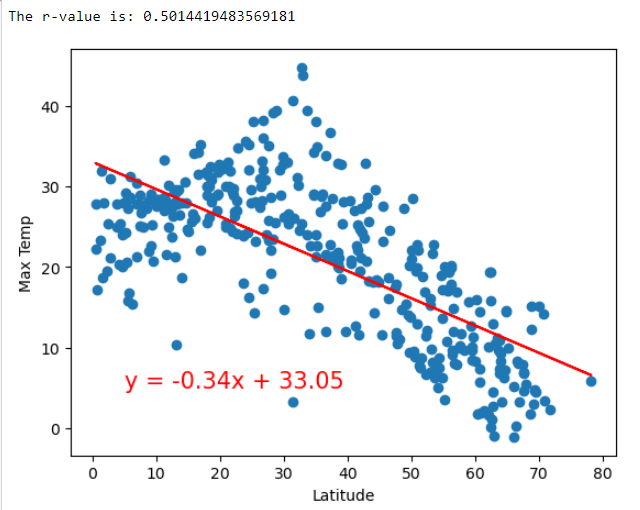 The r-value is: 0.5014419483569181
40
30
20
10
0
Max Temp
y = -0.34x + 33.05
0 10 20 30 40 50 60 70 80
Latitude